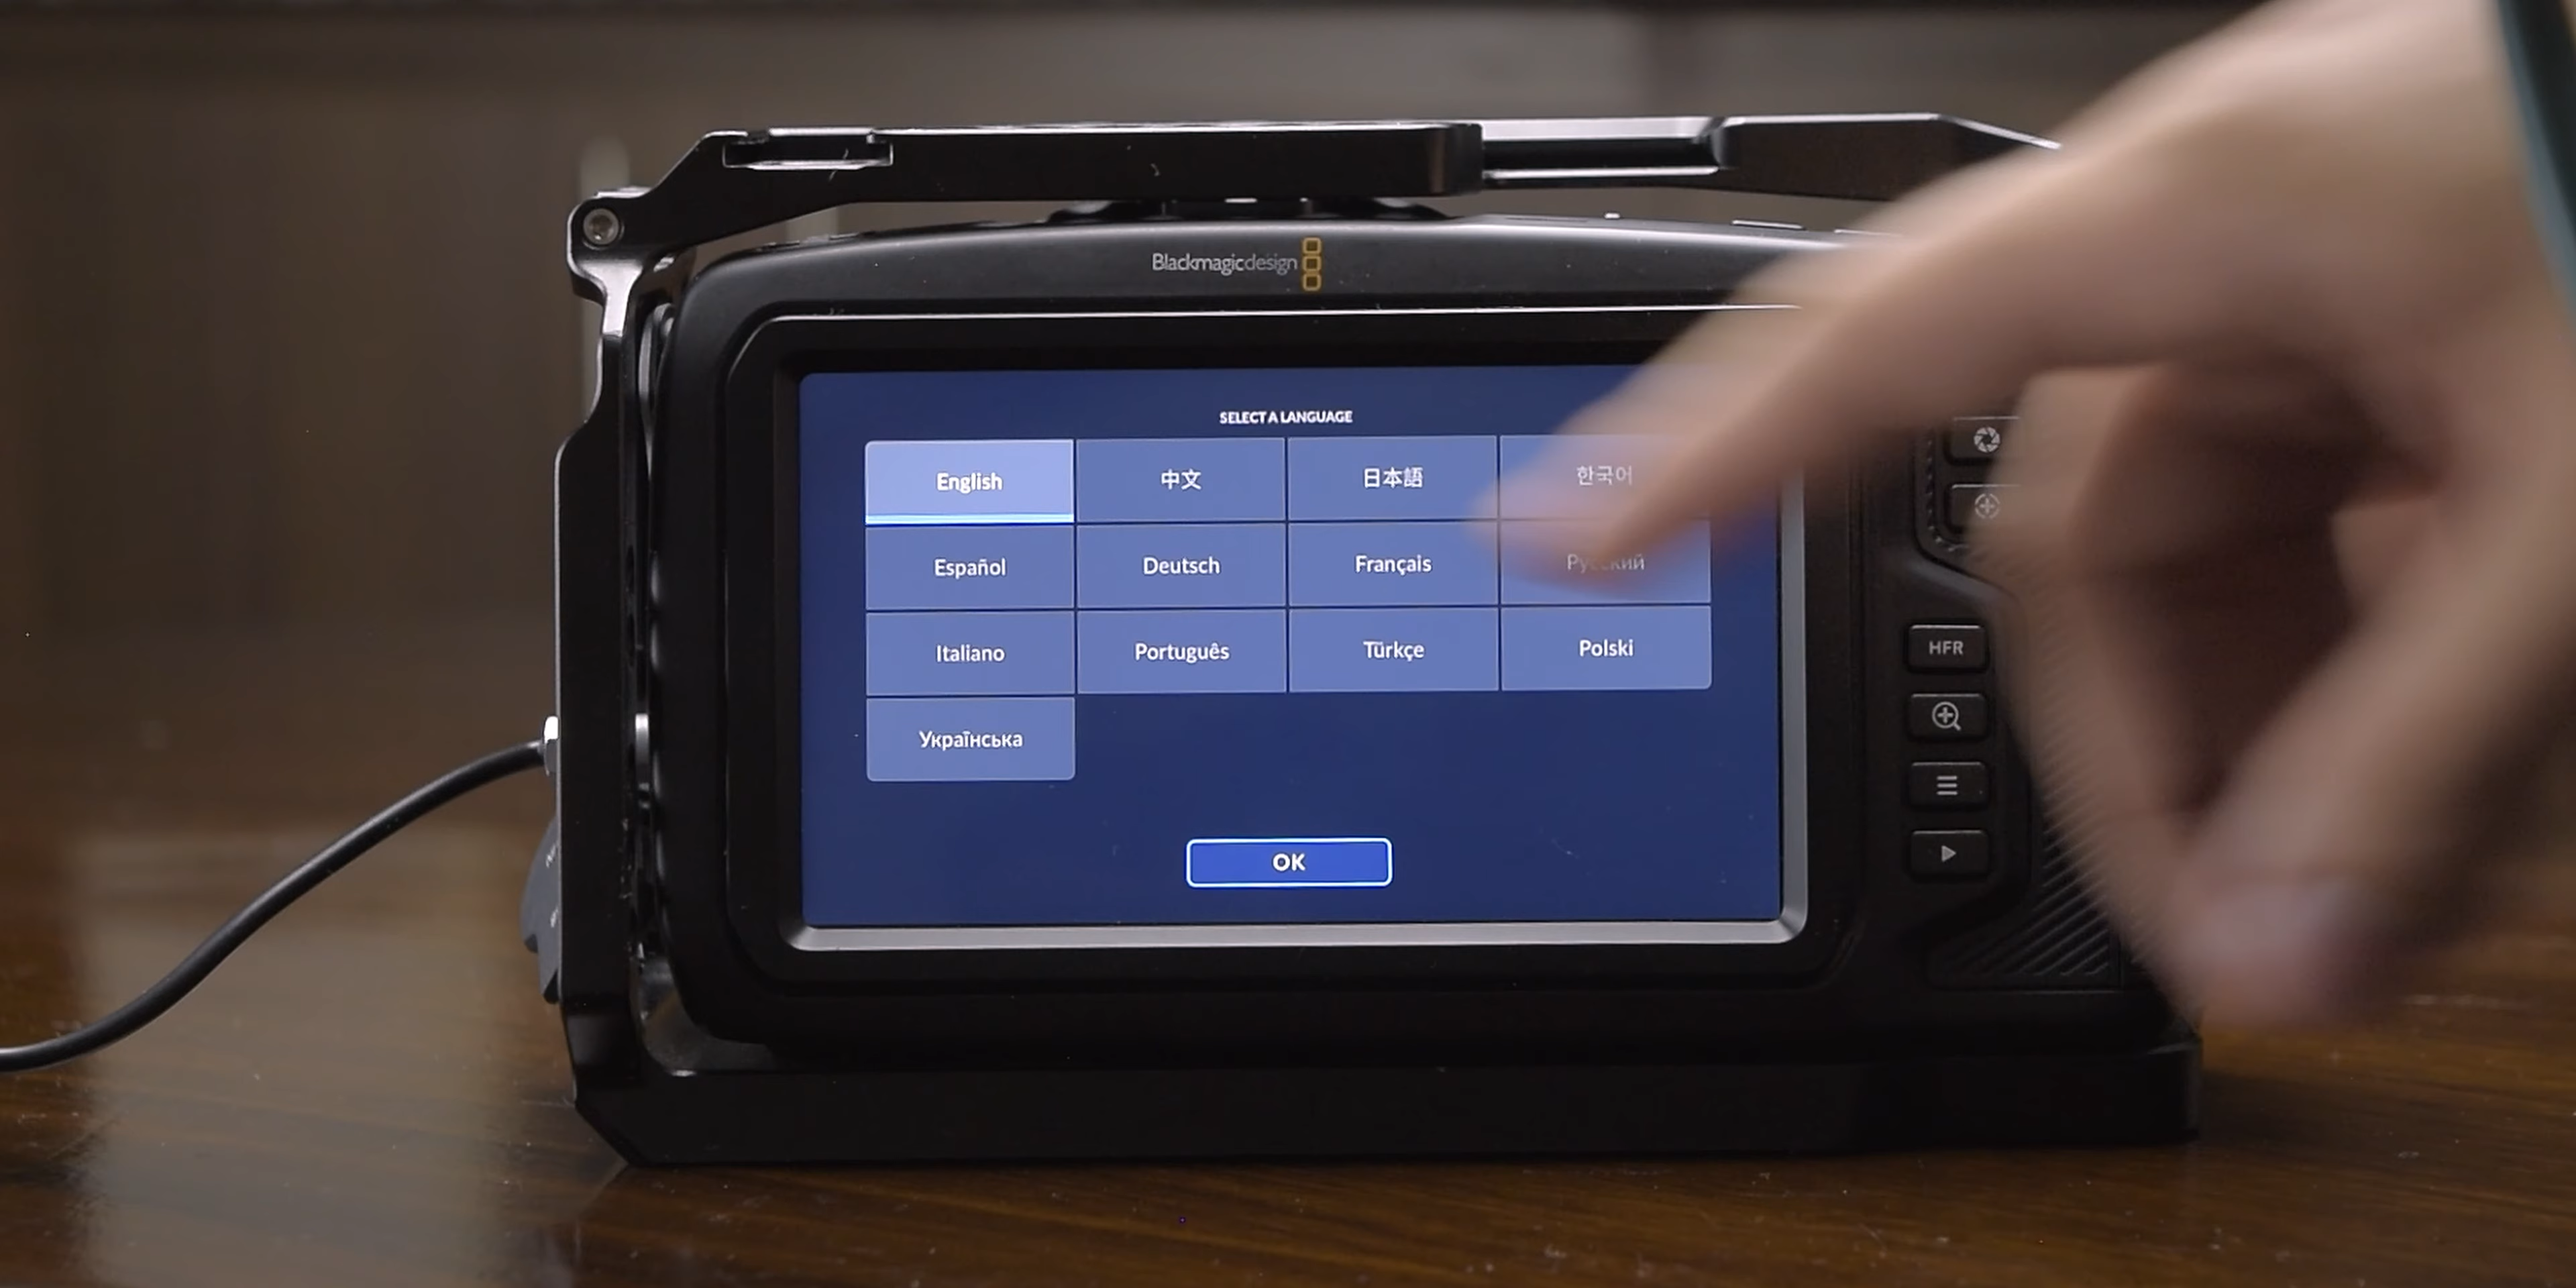 Blackmagicdesign
SELECT A LANGUAGE
English
中文
日本語
한국어
Español
Deutsch
Français
Русский
Italiano
Português
Türkçe
Polski
Українська
OK
HFR